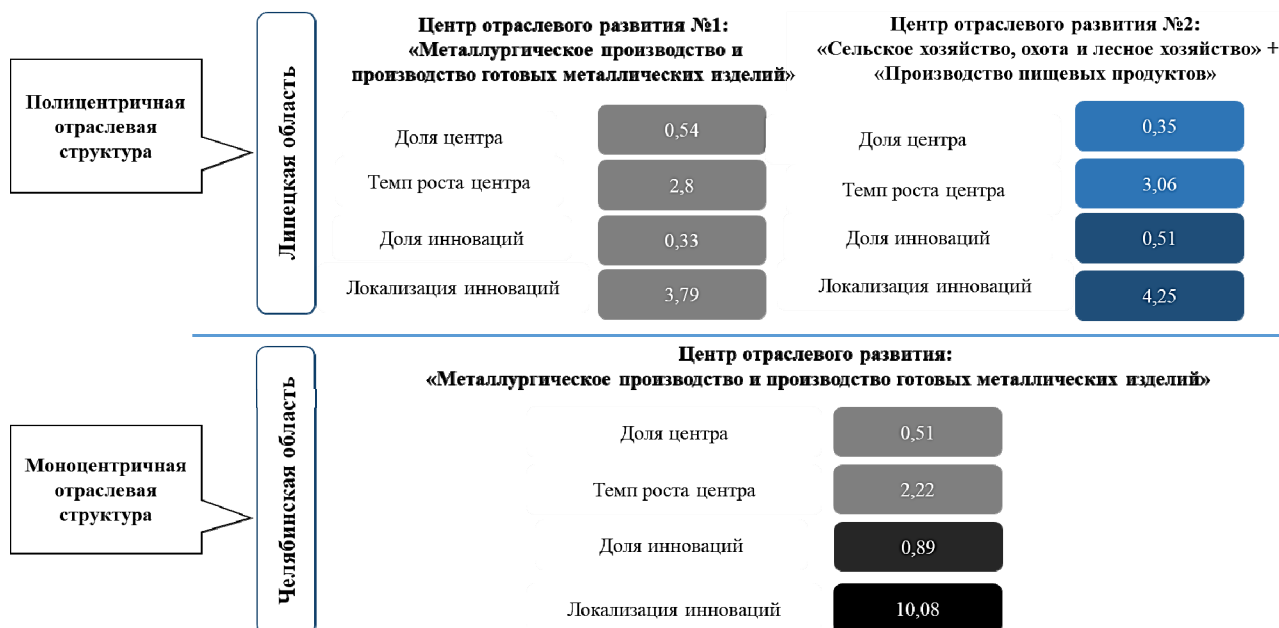 Полицентричная
отраслевая
структура
Липецкая область
Центр отраслевого развития №1:
«Металлургическое производство и
производство готовых металлических изделий»
Доля центра
0,54
Темп роста центра
2,8
Доля инноваций
0,33
Локализация инноваций
3,79
Центр отраслевого развития №2:
«Сельское хозяйство, охота и лесное хозяйство» +
«Производство пищевых продуктов»
Доля центра
0,35
Темп роста центра
3,06
Доля инноваций
0,51
Локализация инноваций
4,25
Моноцентричная
отраслевая
структура
Челябинская область
Центр отраслевого развития:
«Металлургическое производство и производство готовых металлических изделий»
Доля центра
0,51
Темп роста центра
2,22
Доля инноваций
0,89
Локализация инноваций
10,08